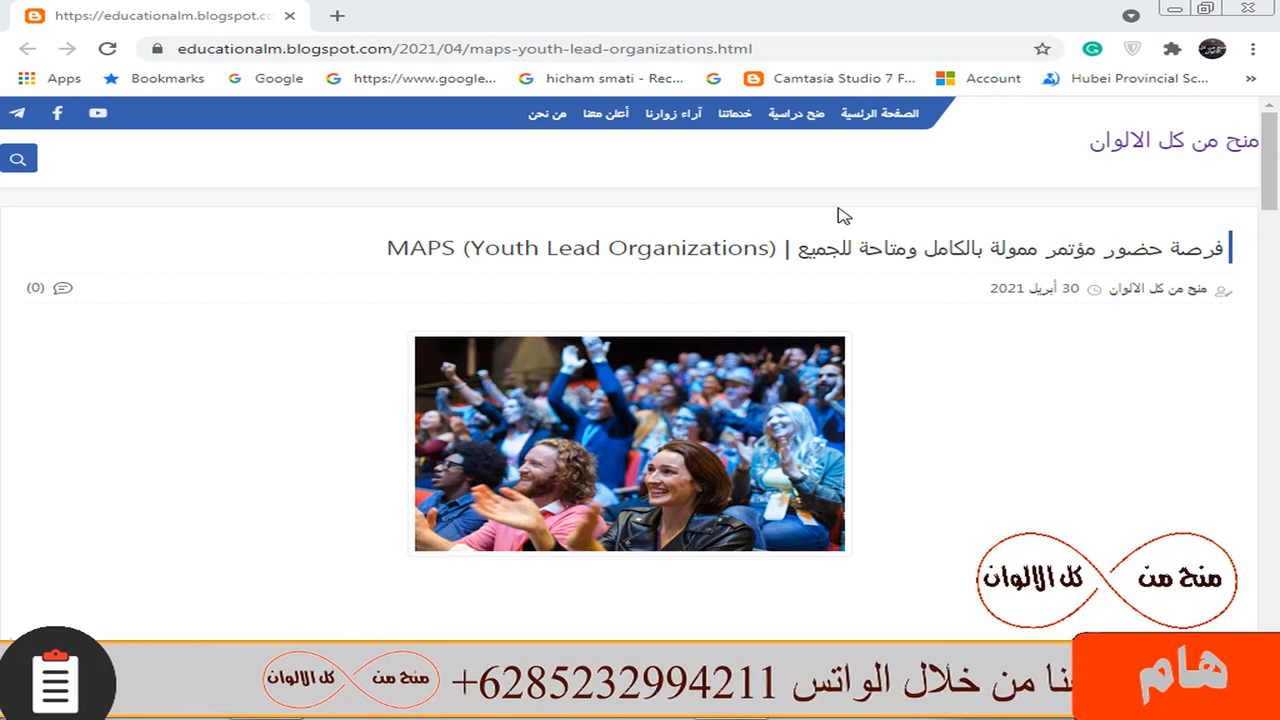 https://educationalm.blogspot.co
educationalm.blogspot.com/2021/04/maps-youth-lead-organizations.html
Apps Bookmarks Google https://www.google... hicham smati - Rec... Camtasia Studio 7 F... Account Hubei Provincial Sc... »
الصفحة الرئسية منح دراسية خدماتنا آراء زوارنا أعلن معنا من نحن
منح من كل الالوان
فرصة حضور مؤتمر ممولة بالكامل ومتاحة للجميع | MAPS (Youth Lead Organizations)
منح من كل الالوان 30 أبريل 2021 (0)
منح من كل الالوان
هام
نا من خلال الواتس 6285232994211+
منح من كل الالوان